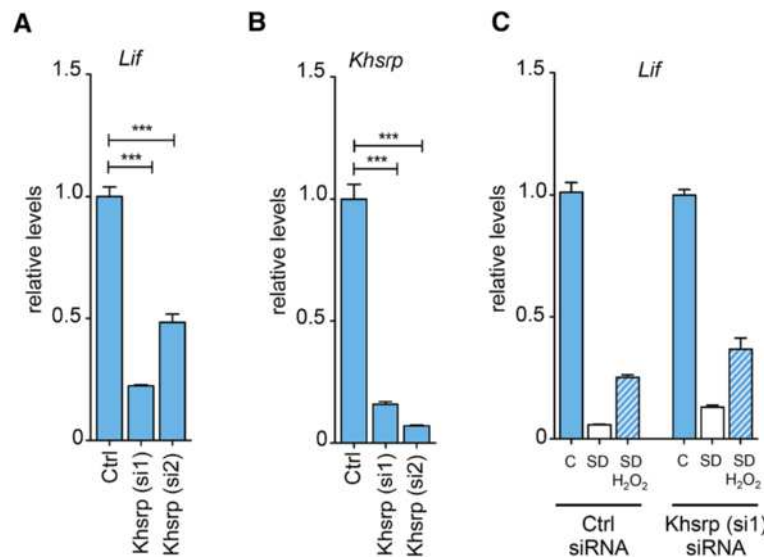 A
Lif
relative levels
1.5
1.0
0.5
0
***
***
Ctrl
Khsrp (si1)
Khsrp (si2)
B
Khsrp
relative levels
1.5
1.0
0.5
0
***
***
Ctrl
Khsrp (si1)
Khsrp (si2)
C
Lif
relative levels
1.5
1.0
0.5
0
C SD SD C SD SD
H₂O₂ H₂O₂
Ctrl Khsrp (si1)
siRNA siRNA